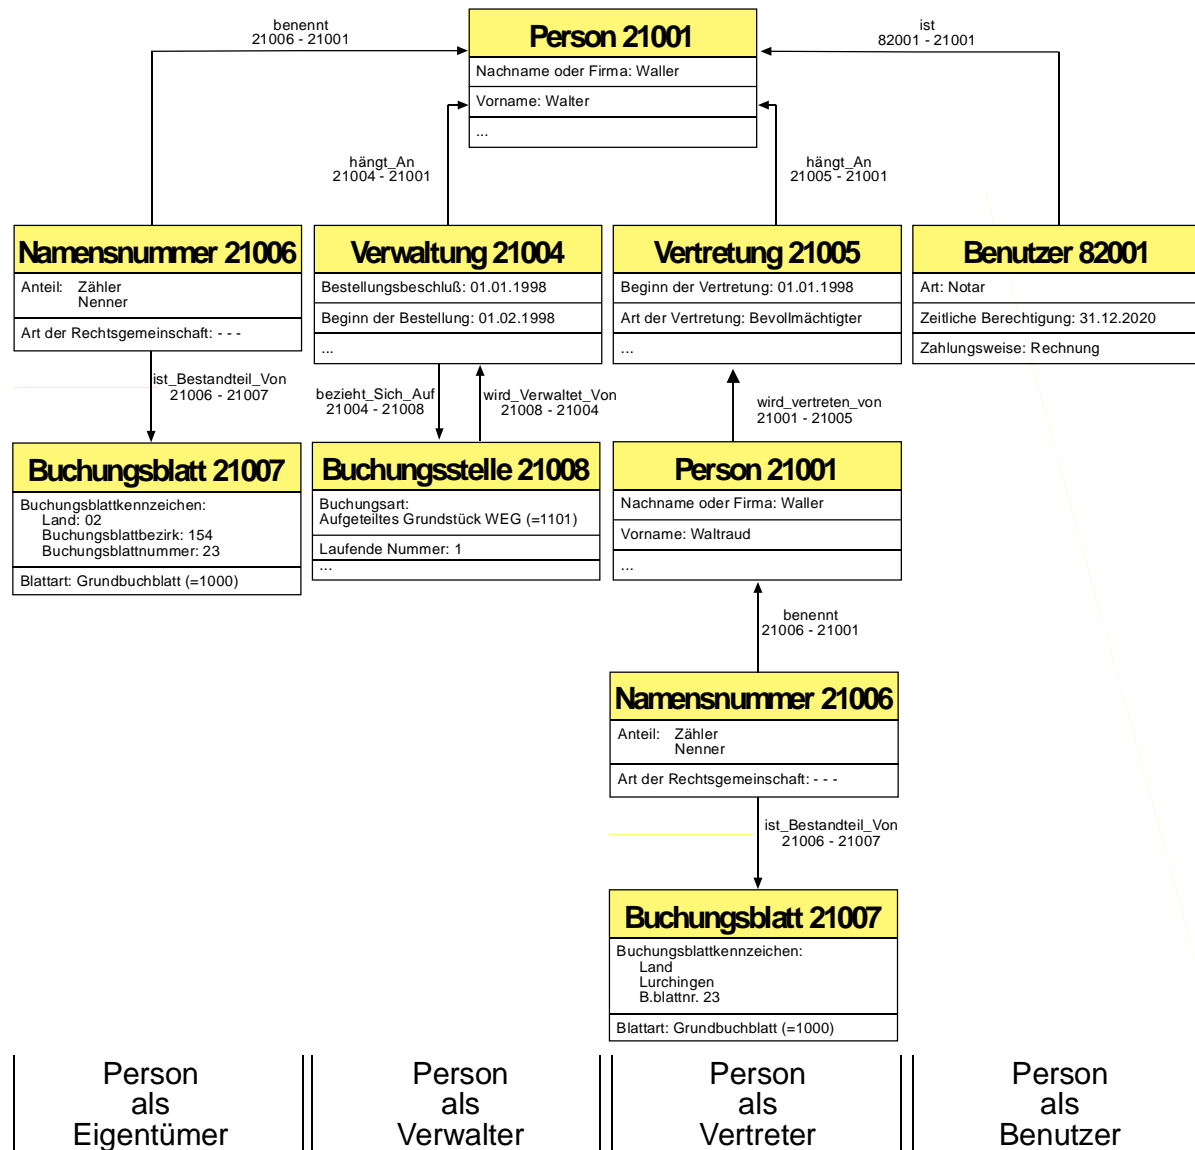 benennt
21006 - 21001
Person 21001
Nachname oder Firma: Waller
Vorname: Walter
...
ist
82001 - 21001
hängt_An
21004 - 21001
hängt_An
21005 - 21001
Namensnummer 21006
Anteil: Zähler
Nenner
Art der Rechtsgemeinschaft: - - -
Verwaltung 21004
Bestellungsbeschluß: 01.01.1998
Beginn der Bestellung: 01.02.1998
...
Vertretung 21005
Beginn der Vertretung: 01.01.1998
Art der Vertretung: Bevollmächtigter
...
Benutzer 82001
Art: Notar
Zeitliche Berechtigung: 31.12.2020
Zahlungsweise: Rechnung
ist_Bestandteil_Von
21006 - 21007
bezieht_Sich_Auf
21004 - 21008
wird_Verwaltet_Von
21008 - 21004
wird_vertreten_von
21001 - 21005
Buchungsblatt 21007
Buchungsblattkennzeichen:
Land: 02
Buchungsblattbezirk: 154
Buchungsblattnummer: 23
Blattart: Grundbuchblatt (=1000)
Buchungsstelle 21008
Buchungsart:
Aufgeteiltes Grundstück WEG (=1101)
Laufende Nummer: 1
...
Person 21001
Nachname oder Firma: Waller
Vorname: Waltraud
...
benennt
21006 - 21001
Namensnummer 21006
Anteil: Zähler
Nenner
Art der Rechtsgemeinschaft: - - -
ist_Bestandteil_Von
21006 - 21007
Buchungsblatt 21007
Buchungsblattkennzeichen:
Land
Lurchingen
B.blattnr. 23
Blattart: Grundbuchblatt (=1000)
Person
als
Eigentümer
Person
als
Verwalter
Person
als
Vertreter
Person
als
Benutzer